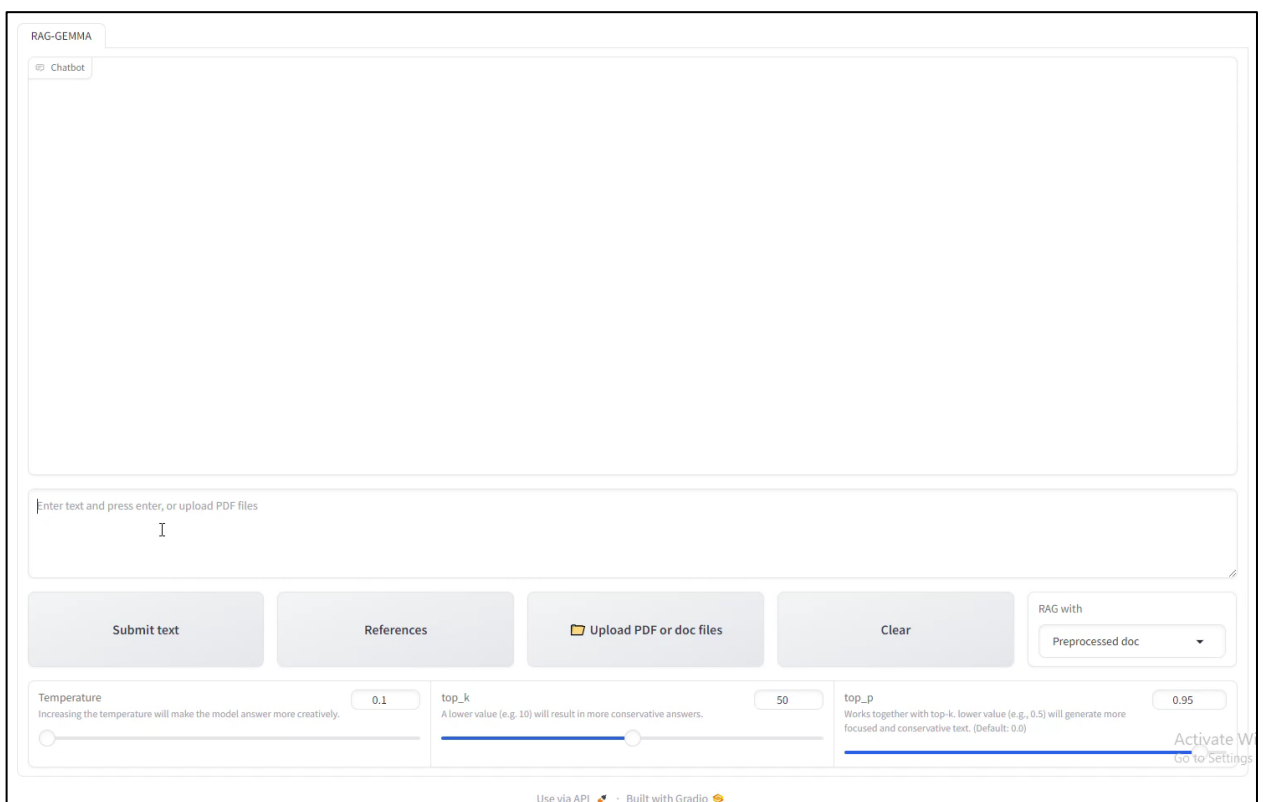 RAG-GEMMA
Chatbot
Enter text and press enter, or upload PDF files
Submit text
References
Upload PDF or doc files
Clear
RAG with
Preprocessed doc
Temperature
0.1
Increasing the temperature will make the model answer more creatively.
top_k
50
A lower value (e.g. 10) will result in more conservative answers.
top_p
0.95
Works together with top-k. lower value (e.g., 0.5) will generate more
focused and conservative text. (Default: 0.0)
Activate Wi
Go to Settings
Use via API · Built with Gradio